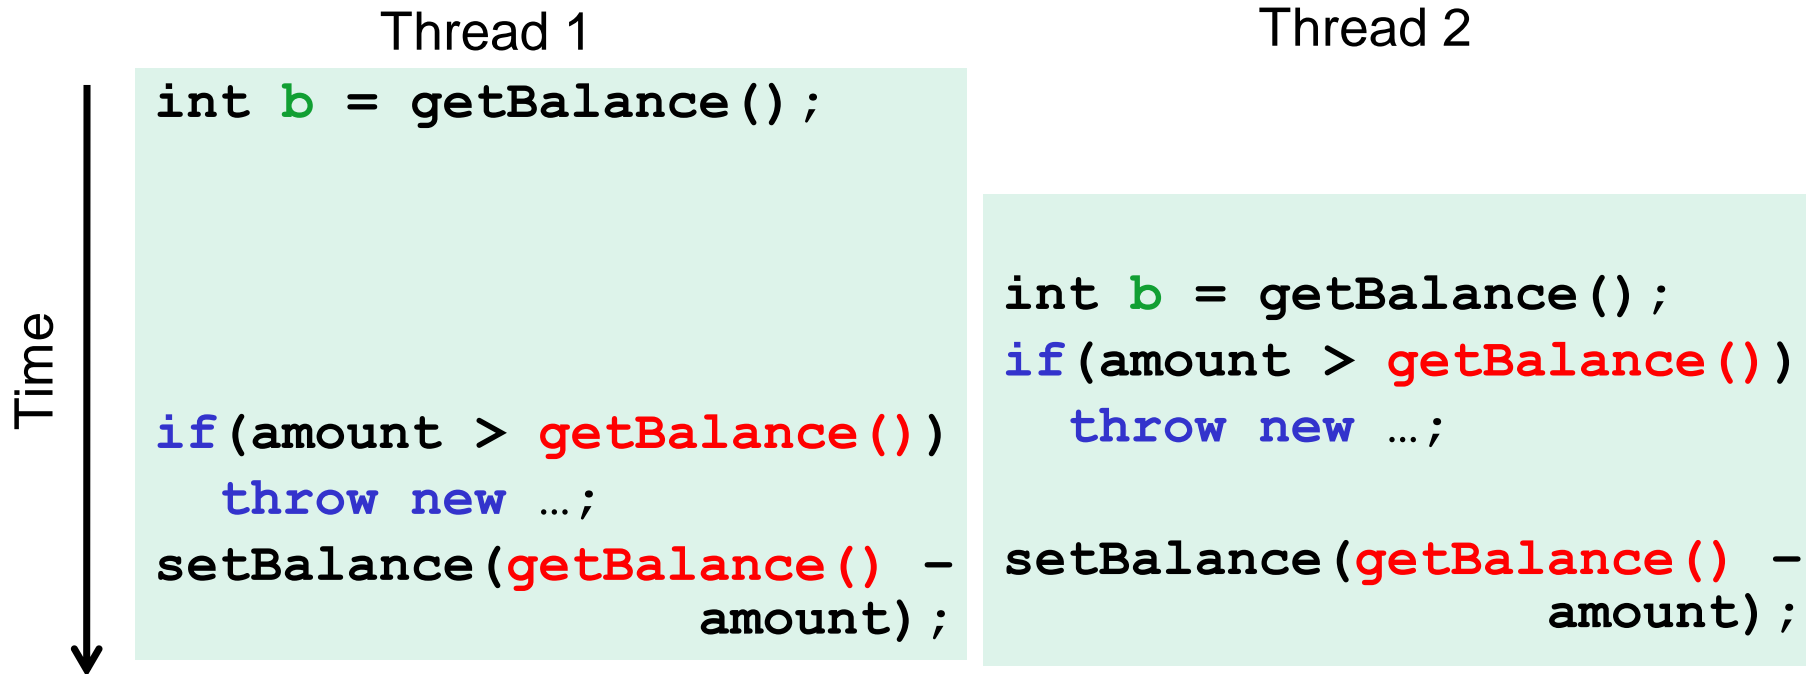 Thread 1
Thread 2
Time
int b = getBalance();
if(amount > getBalance())
throw new …;
setBalance(getBalance() –
amount);
int b = getBalance();
if(amount > getBalance())
throw new …;
setBalance(getBalance() –
amount);